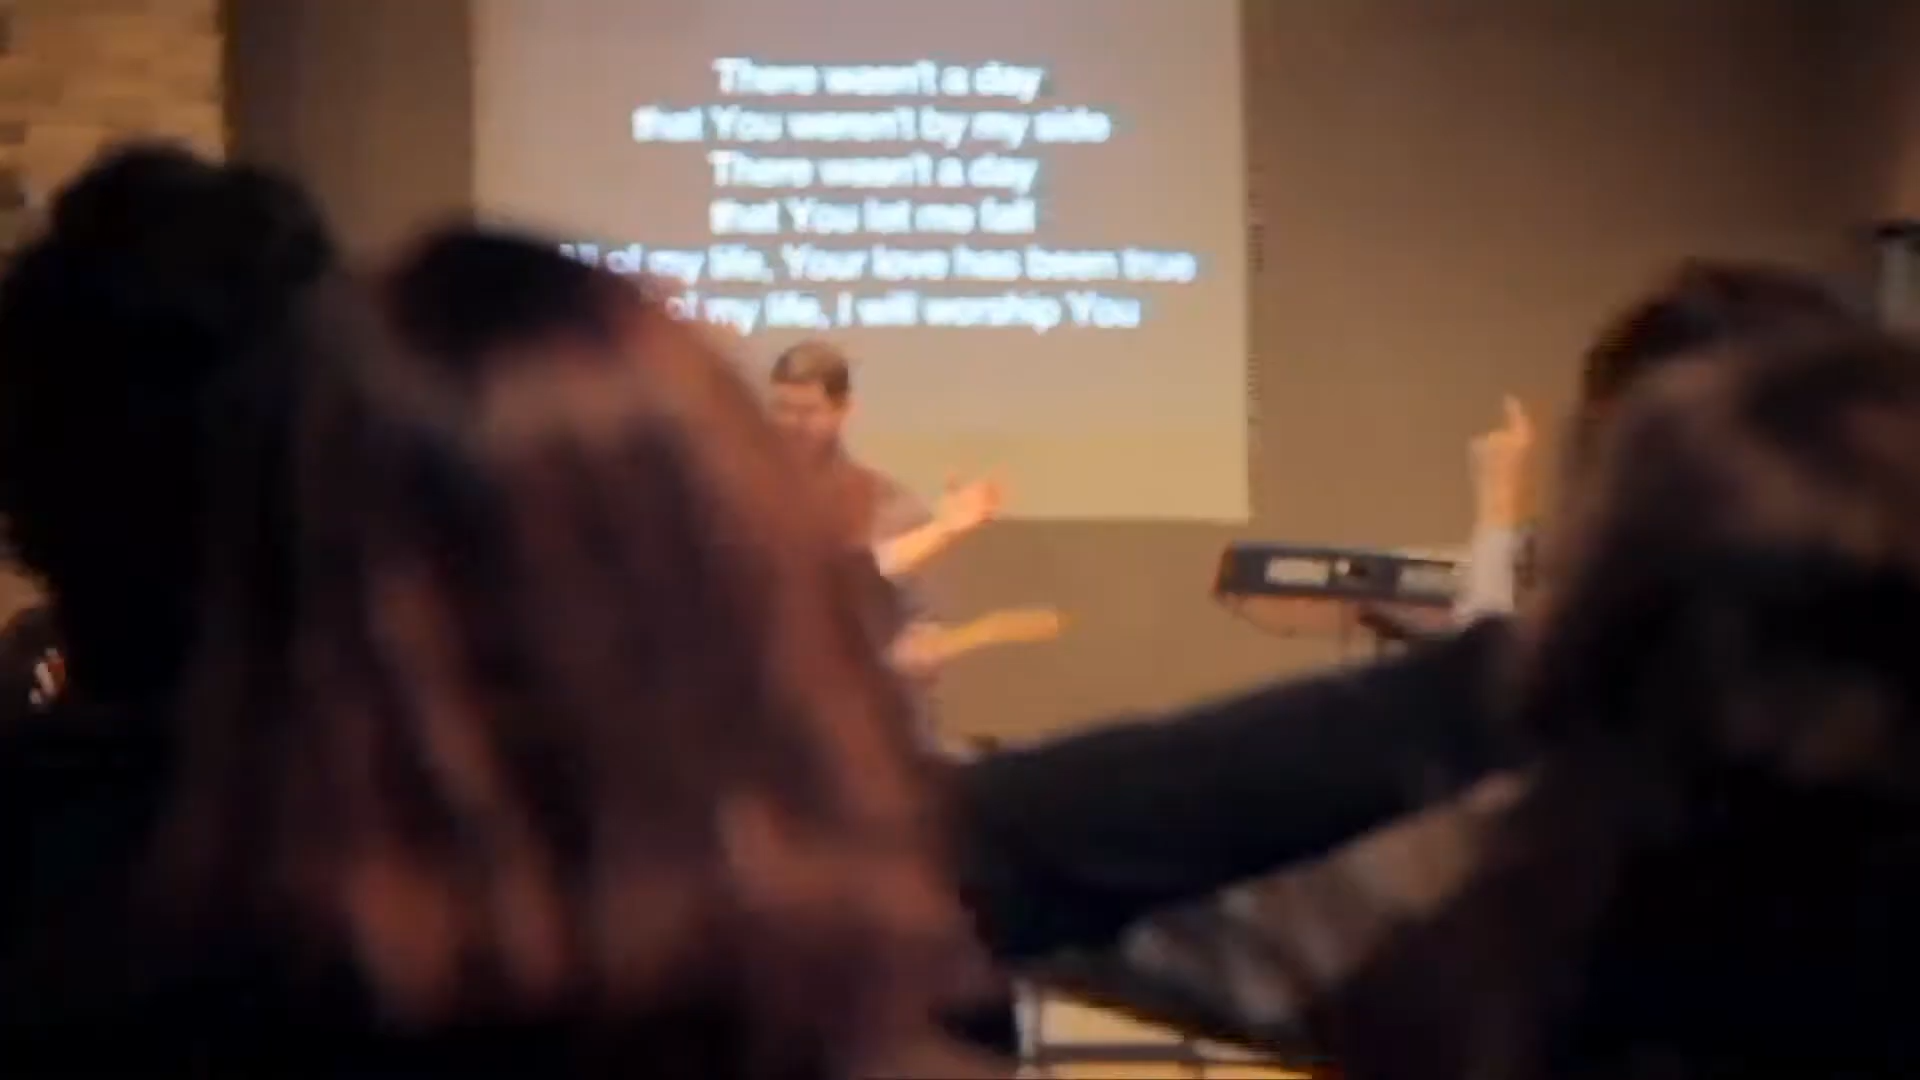 There wasn't a day
that You weren't by my side
There wasn't a day
that You let me fall
All of my life, Your love has been true
of my life, I will worship You